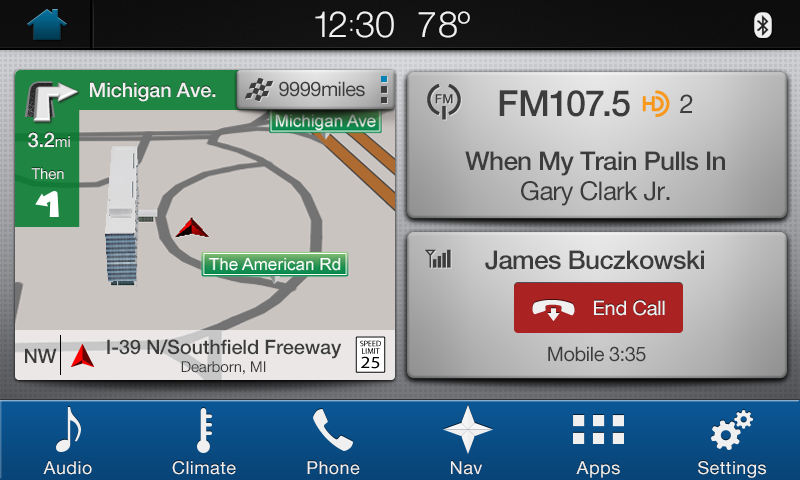 12:30 78º
Michigan Ave.
9999miles
3.2mi
Then
Michigan Ave
The American Rd
NW
I-39 N/Southfield Freeway
Dearborn, MI
SPEED
LIMIT
25
FM
FM107.5 HD 2
When My Train Pulls In
Gary Clark Jr.
James Buczkowski
End Call
Mobile 3:35
Audio
Climate
Phone
Nav
Apps
Settings